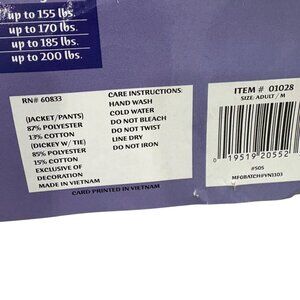 up to 155 lbs.
up to 170 lbs.
up to 185 lbs.
up to 200 lbs.
RN# 60833
(JACKET/PANTS)
87% POLYESTER
13% COTTON
(DICKEY W/ TIE)
85% POLYESTER
15% COTTON
EXCLUSIVE OF
DECORATION
MADE IN VIETNAM
CARE INSTRUCTIONS:
HAND WASH
COLD WATER
DO NOT BLEACH
DO NOT TWIST
LINE DRY
DO NOT IRON
CARD PRINTED IN VIETNAM
ITEM # 01028
SIZE: ADULT / M
0 19519 20552
#505
MFGBATCH#VN1103